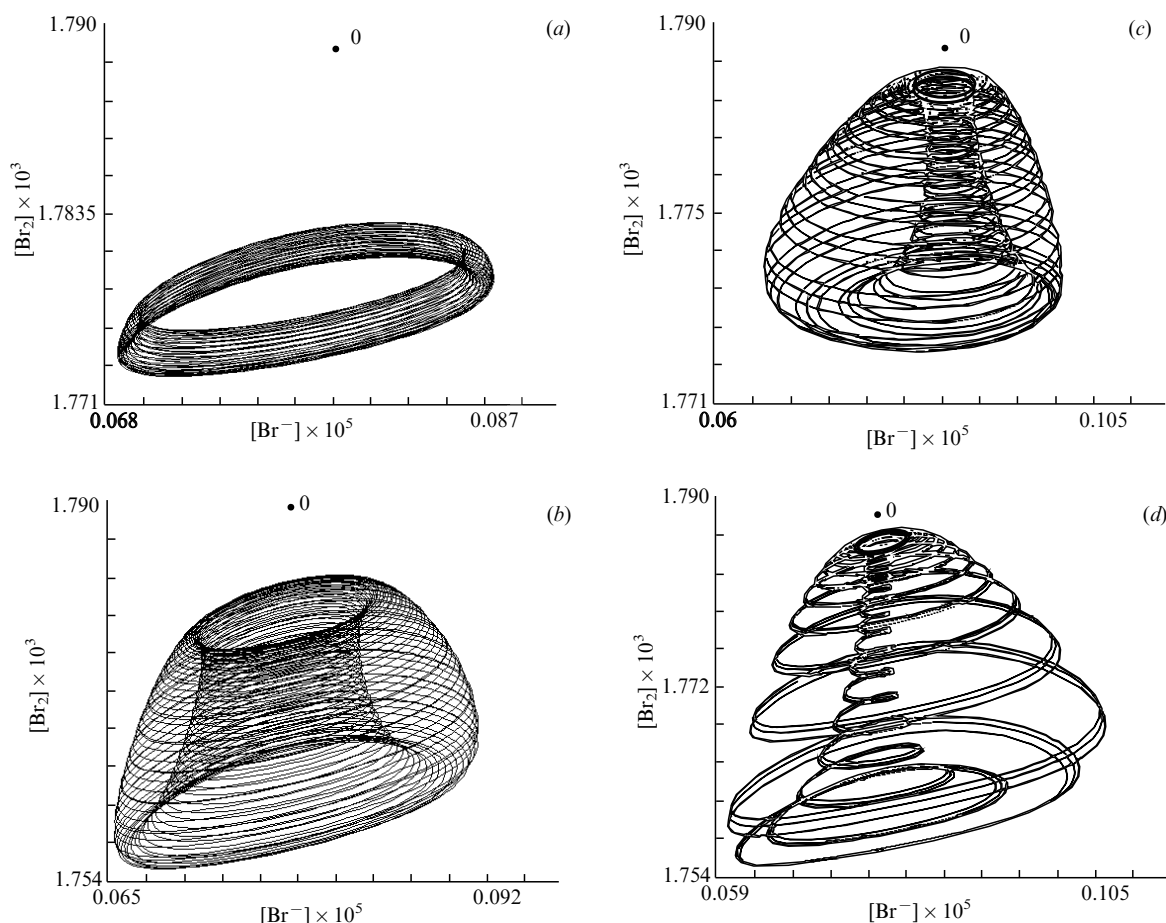 1.790
0
(a)
[Br₂] × 10³
1.7835
1.771
0.068
[Br⁻] × 10⁵
0.087
1.790
0
(c)
[Br₂] × 10³
1.775
1.771
0.06
[Br⁻] × 10⁵
0.105
1.790
0
(b)
[Br₂] × 10³
1.754
0.065
[Br⁻] × 10⁵
0.092
1.790
0
(d)
[Br₂] × 10³
1.772
1.754
0.059
[Br⁻] × 10⁵
0.105